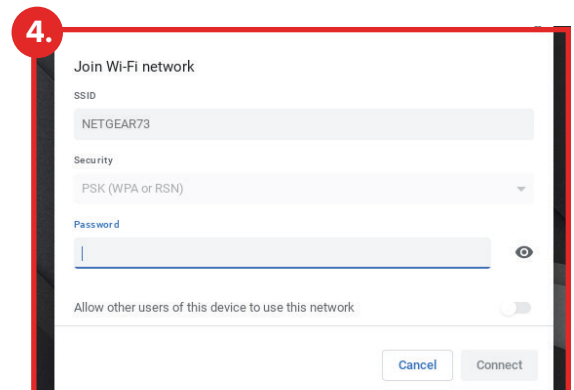 4.
Join Wi-Fi network
SSID
NETGEAR73
Security
PSK (WPA or RSN)
Password
Allow other users of this device to use this network
Cancel Connect